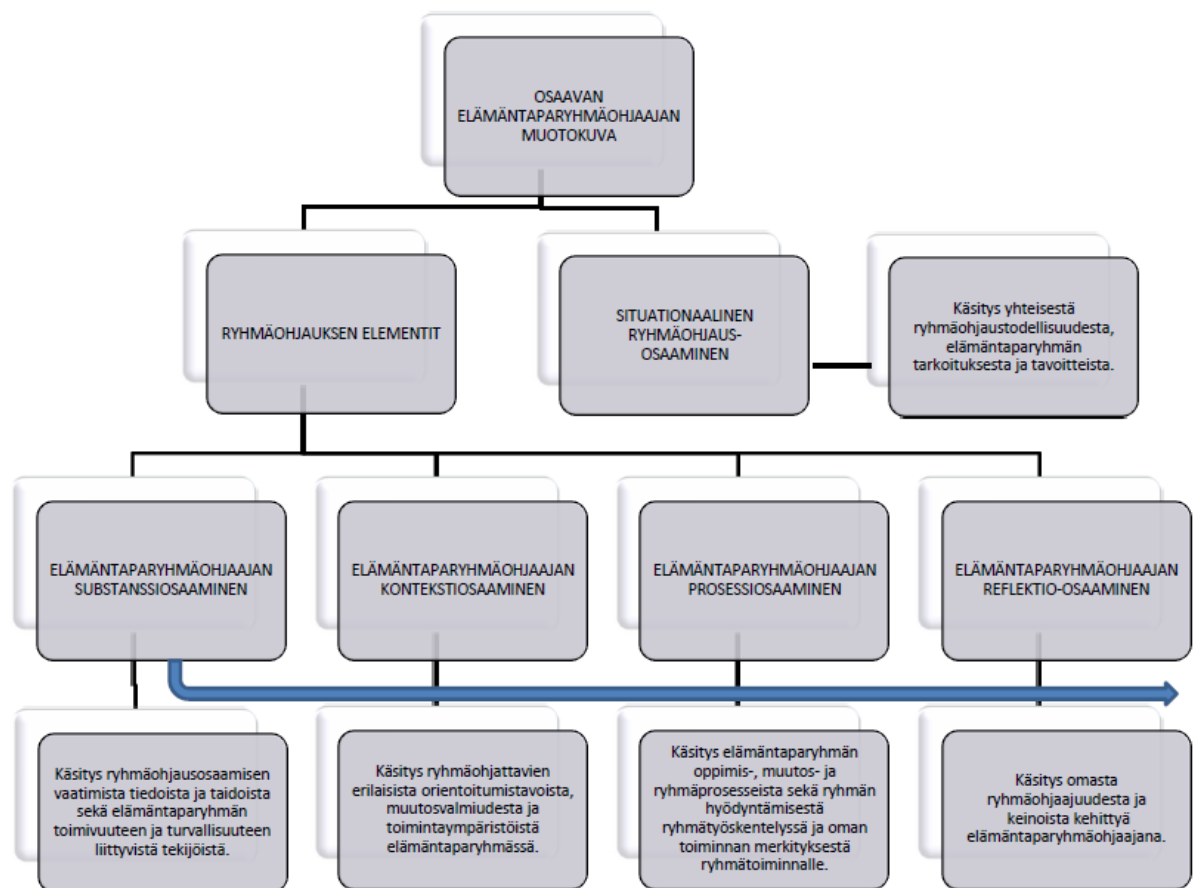 OSAAVAN
ELÄMÄNTAPARYHMÄOHJAAJAN
MUOTOKUVA
RYHMÄOHJAUKSEN ELEMENTIT
SITUATIONAALINEN
RYHMÄOHJAUS-
OSAAMINEN
Käsitys yhteisestä
ryhmäohjaustodellisuudesta,
elämäntaparyhmän
tarkoituksesta ja tavoitteista.
ELÄMÄNTAPARYHMÄOHJAAJAN
SUBSTANSSIOSAAMINEN
ELÄMÄNTAPARYHMÄOHJAAJAN
KONTEKSTIOSAAMINEN
ELÄMÄNTAPARYHMÄOHJAAJAN
PROSESSIOSAAMINEN
ELÄMÄNTAPARYHMÄOHJAAJAN
REFLEKTIO-OSAAMINEN
Käsitys ryhmäohjausosaamisen
vaatimista tiedoista ja taidoista
sekä elämäntaparyhmän
toimivuuteen ja turvallisuuteen
liittyvistä tekijöistä.
Käsitys ryhmäohjattavien
erilaisista orientoitumistavoista,
muutosvalmiudesta ja
toimintaympäristöistä
elämäntaparyhmässä.
Käsitys elämäntaparyhmän
oppimis-, muutos- ja
ryhmäprosesseista sekä ryhmän
hyödyntämisestä
ryhmätyöskentelyssä ja oman
toiminnan merkityksestä
ryhmätoiminnalle.
Käsitys omasta
ryhmäohjaajuudesta ja
keinoista kehittyä
elämäntaparyhmäohjaajana.